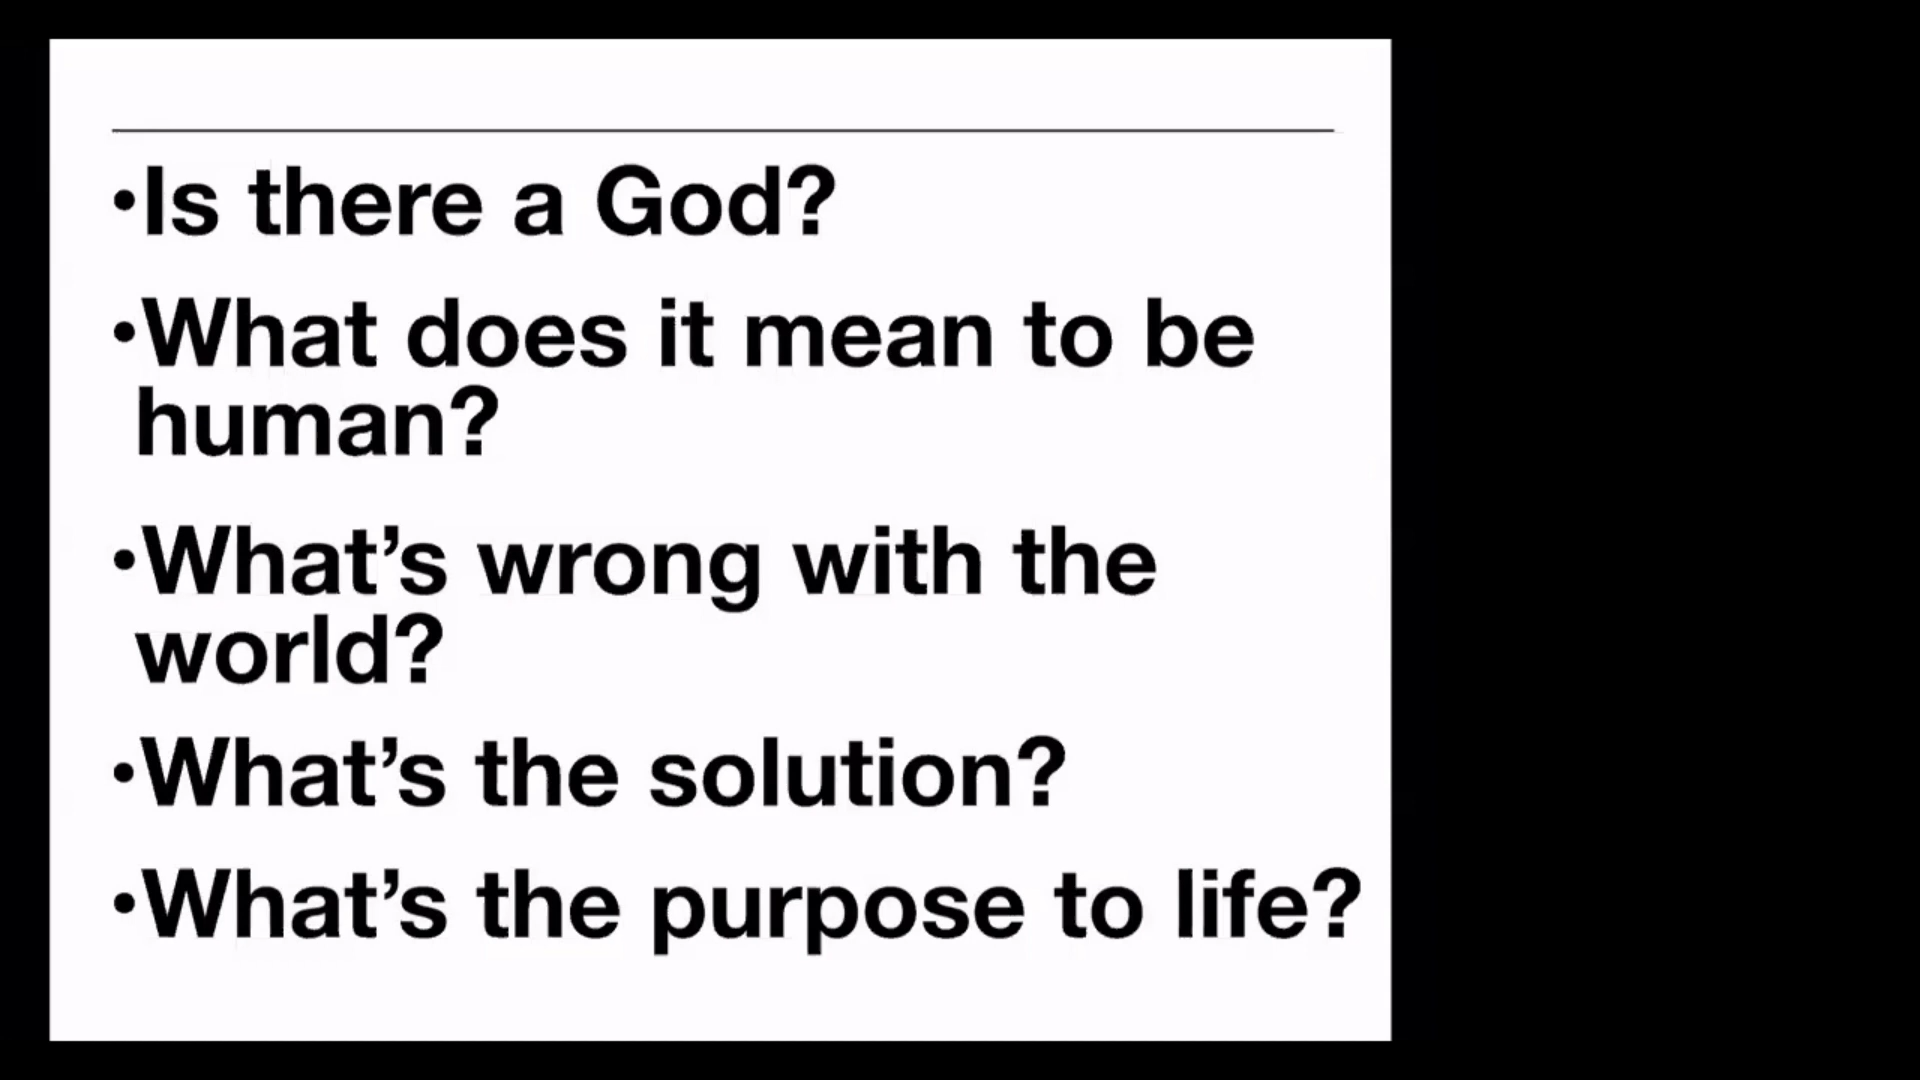 •Is there a God?
•What does it mean to be
human?
•What’s wrong with the
world?
•What’s the solution?
•What’s the purpose to life?